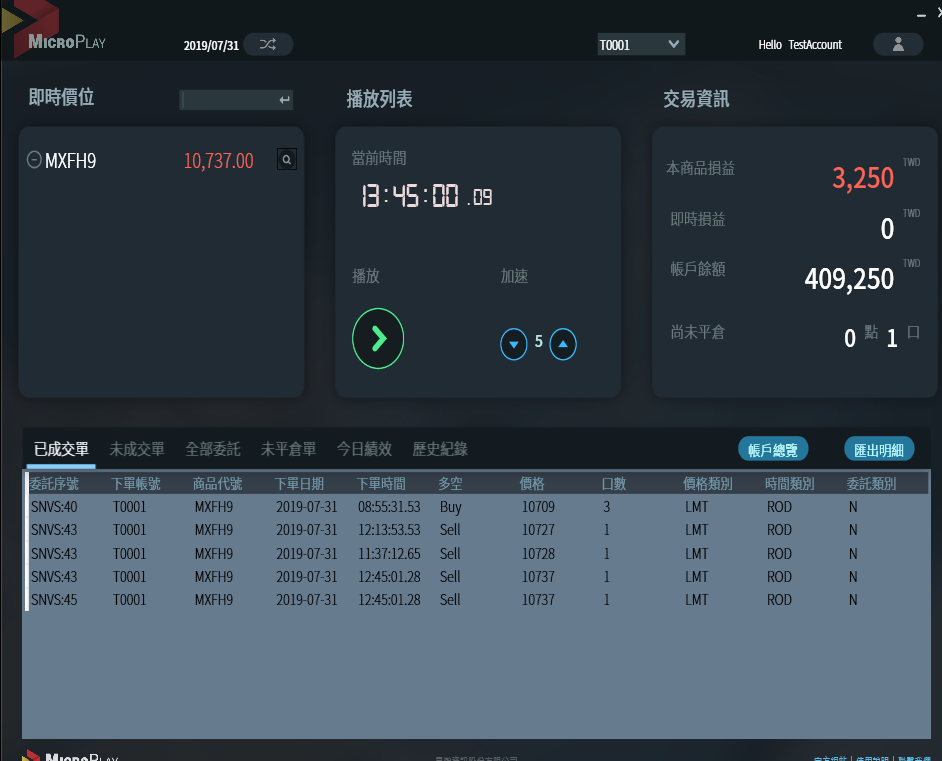 MICROPLAY 2019/07/31 T0001 Hello TestAccount
即時價位 播放列表 交易資訊
MXFH9 10,737.00
當前時間
13:45:00 .09
播放 加速
5
本商品損益 3,250 TWD
即時損益 0 TWD
帳戶餘額 409,250 TWD
尚未平倉 0 點 1 口
已成交單 未成交單 全部委託 未平倉單 今日績效 歷史紀錄 帳戶總覽 匯出明細
委託序號 下單帳號 商品代號 下單日期 下單時間 多空 價格 口數 價格類別 時間類別 委託類別
SNVS:40 T0001 MXFH9 2019-07-31 08:55:31.53 Buy 10709 3 LMT ROD N
SNVS:43 T0001 MXFH9 2019-07-31 12:13:53.53 Sell 10727 1 LMT ROD N
SNVS:43 T0001 MXFH9 2019-07-31 11:37:12.65 Sell 10728 1 LMT ROD N
SNVS:43 T0001 MXFH9 2019-07-31 12:45:01.28 Sell 10737 1 LMT ROD N
SNVS:45 T0001 MXFH9 2019-07-31 12:45:01.28 Sell 10737 1 LMT ROD N
MICROPLAY